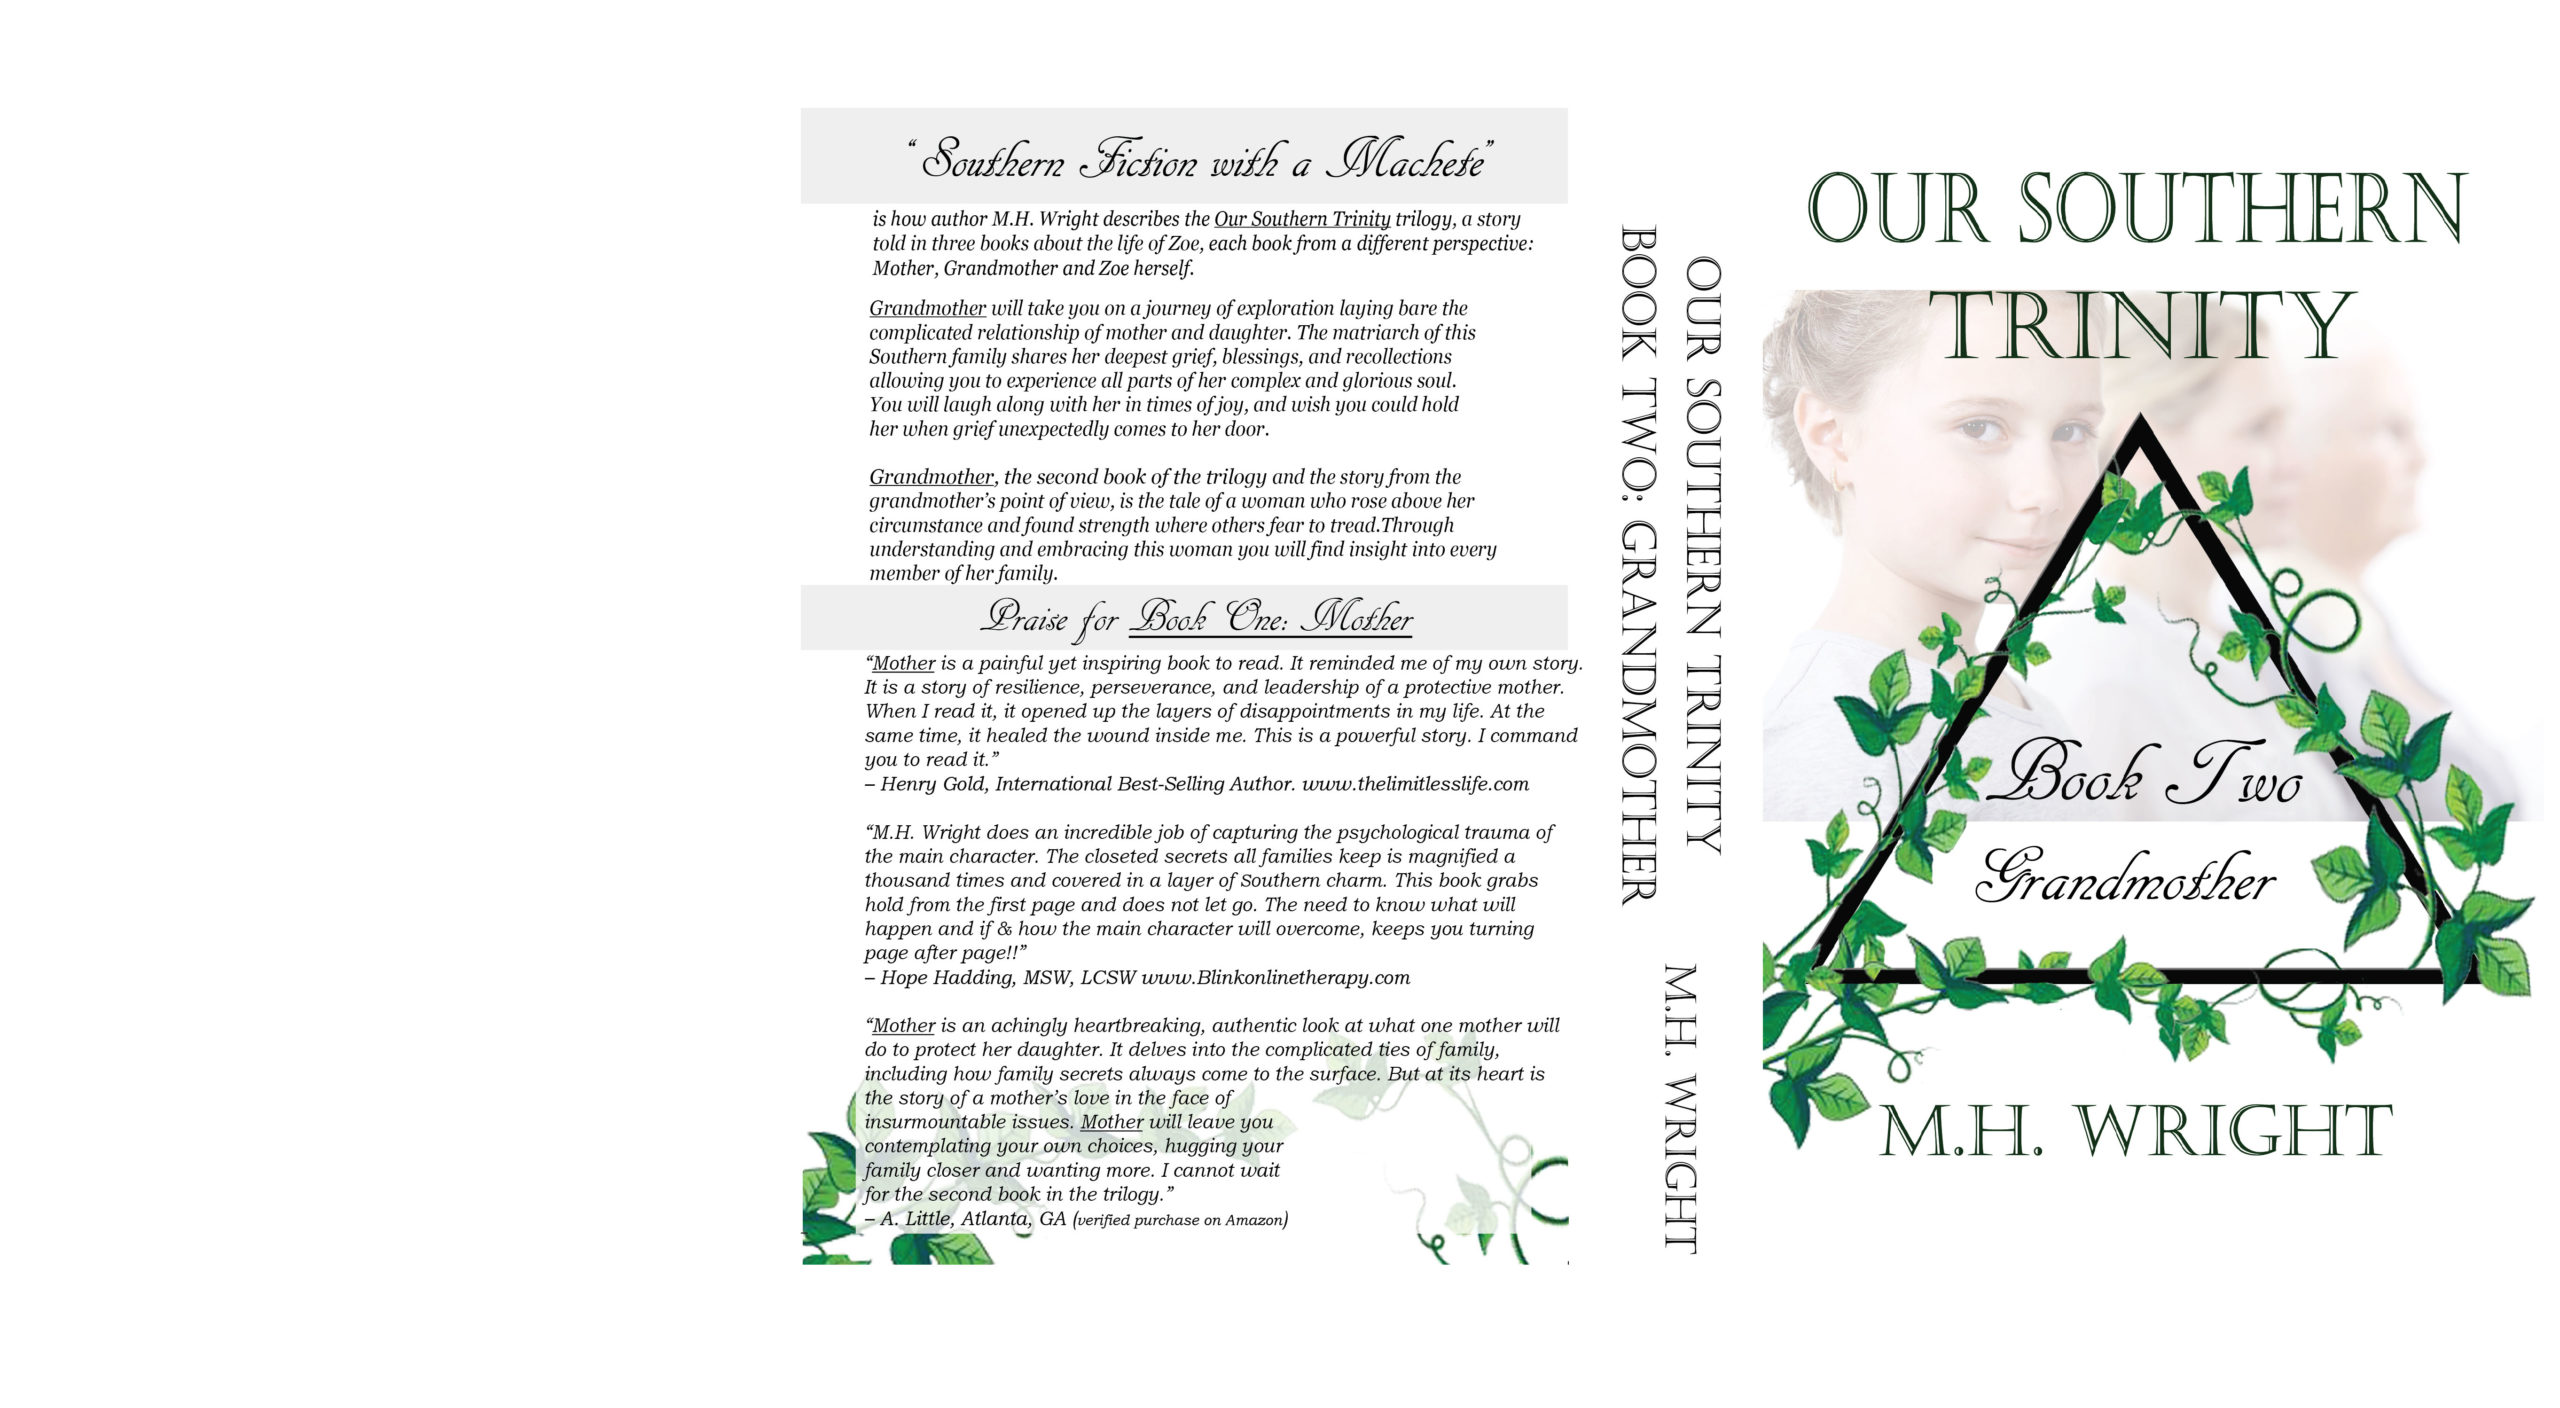 “Southern Fiction with a Machete”
is how author M.H. Wright describes the Our Southern Trinity trilogy, a story
told in three books about the life of Zoe, each book from a different perspective:
Mother, Grandmother and Zoe herself.
Grandmother will take you on a journey of exploration laying bare the
complicated relationship of mother and daughter. The matriarch of this
Southern family shares her deepest grief, blessings, and recollections
allowing you to experience all parts of her complex and glorious soul.
You will laugh along with her in times of joy, and wish you could hold
her when grief unexpectedly comes to her door.
Grandmother, the second book of the trilogy and the story from the
grandmother’s point of view, is the tale of a woman who rose above her
circumstance and found strength where others fear to tread.Through
understanding and embracing this woman you will find insight into every
member of her family.
Praise for Book One: Mother
“Mother is a painful yet inspiring book to read. It reminded me of my own story.
It is a story of resilience, perseverance, and leadership of a protective mother.
When I read it, it opened up the layers of disappointments in my life. At the
same time, it healed the wound inside me. This is a powerful story. I command
you to read it.”
– Henry Gold, International Best-Selling Author. www.thelimitlesslife.com
“M.H. Wright does an incredible job of capturing the psychological trauma of
the main character. The closeted secrets all families keep is magnified a
thousand times and covered in a layer of Southern charm. This book grabs
hold from the first page and does not let go. The need to know what will
happen and if & how the main character will overcome, keeps you turning
page after page!!”
– Hope Hadding, MSW, LCSW www.Blinkonlinetherapy.com
“Mother is an achingly heartbreaking, authentic look at what one mother will
do to protect her daughter. It delves into the complicated ties of family,
including how family secrets always come to the surface. But at its heart is
the story of a mother’s love in the face of
insurmountable issues. Mother will leave you
contemplating your own choices, hugging your
family closer and wanting more. I cannot wait
for the second book in the trilogy.”
– A. Little, Atlanta, GA (verified purchase on Amazon)
OUR SOUTHERN TRINITY
BOOK TWO: GRANDMOTHER
M.H. WRIGHT
OUR SOUTHERN
TRINITY
Book Two
Grandmother
M.H. WRIGHT